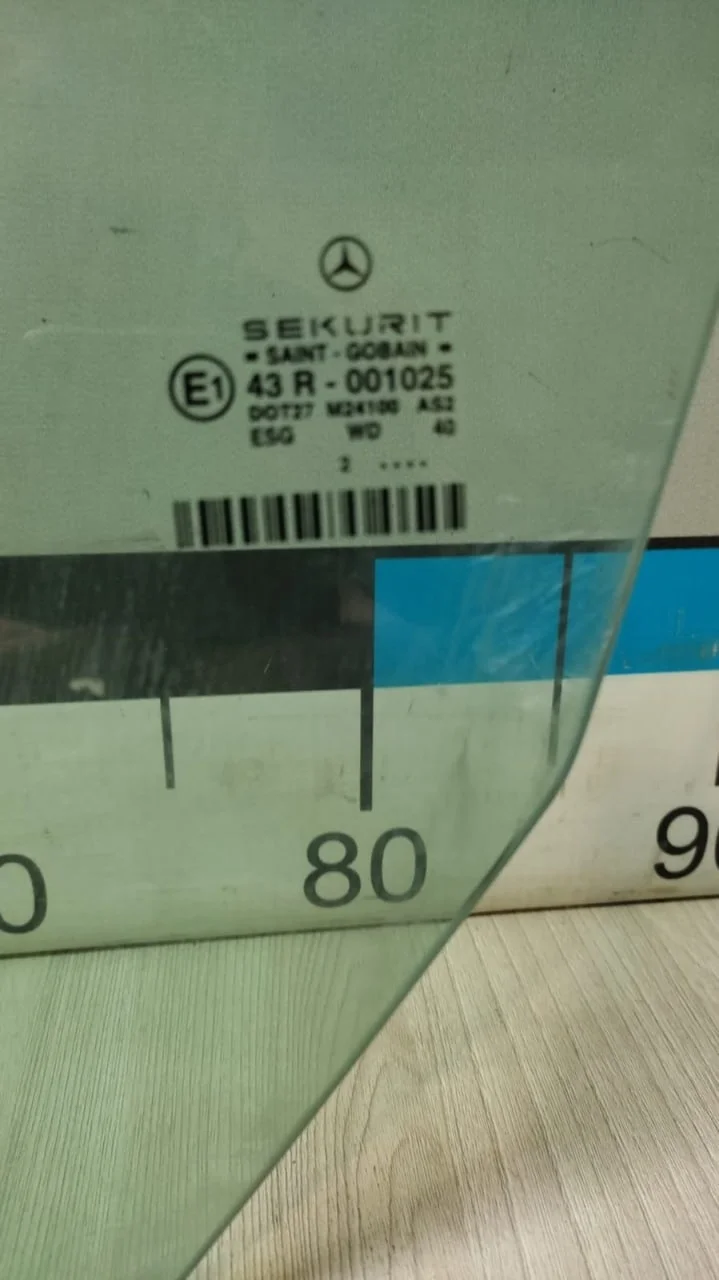 SEKURIT
SAINT - GOBAIN
E1 43 R - 001025
DOT27 M24100 AS2
ESG WD 40
2 ....
80